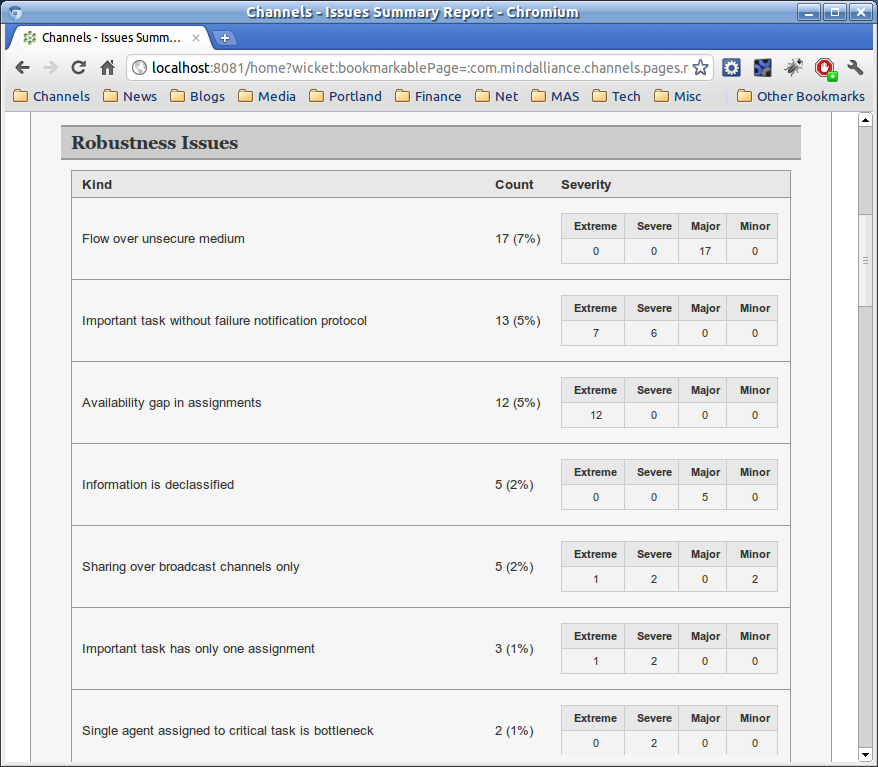 Channels - Issues Summary Report - Chromium
Channels - Issues Summ...
localhost:8081/home?wicket:bookmarkablePage=:com.mindalliance.channels.pages.r
Channels News Blogs Media Portland Finance Net MAS Tech Misc Other Bookmarks
Robustness Issues
Kind Count Severity
Extreme Severe Major Minor
Flow over unsecure medium 17 (7%)
0 0 17 0
Extreme Severe Major Minor
Important task without failure notification protocol 13 (5%)
7 6 0 0
Extreme Severe Major Minor
Availability gap in assignments 12 (5%)
12 0 0 0
Extreme Severe Major Minor
Information is declassified 5 (2%)
0 0 5 0
Extreme Severe Major Minor
Sharing over broadcast channels only 5 (2%)
1 2 0 2
Extreme Severe Major Minor
Important task has only one assignment 3 (1%)
1 2 0 0
Extreme Severe Major Minor
Single agent assigned to critical task is bottleneck 2 (1%)
0 2 0 0